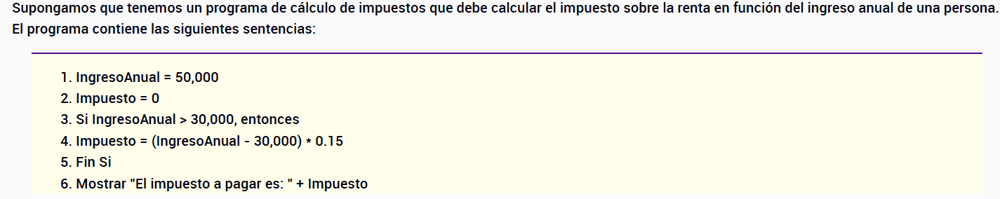 Supongamos que tenemos un programa de cálculo de impuestos que debe calcular el impuesto sobre la renta en función del ingreso anual de una persona.
El programa contiene las siguientes sentencias:
1. IngresoAnual = 50,000
2. Impuesto = 0
3. Si IngresoAnual > 30,000, entonces
4. Impuesto = (IngresoAnual - 30,000) * 0.15
5. Fin Si
6. Mostrar "El impuesto a pagar es: " + Impuesto